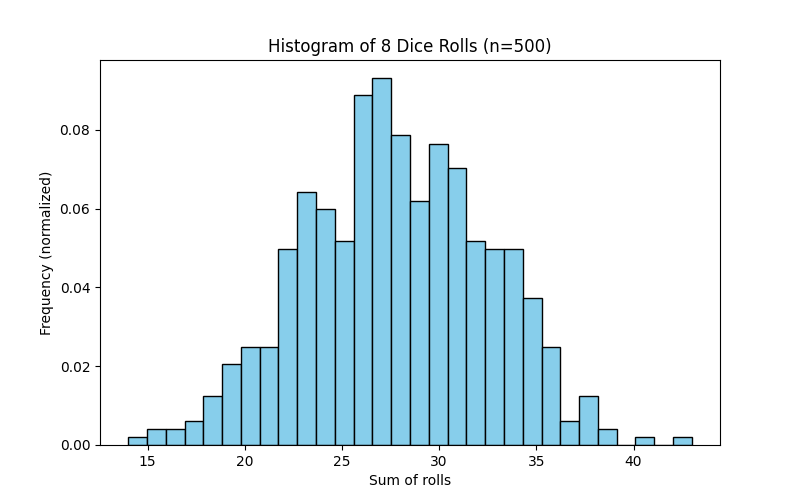 Histogram of 8 Dice Rolls (n=500)
Frequency (normalized)
0.08
0.06
0.04
0.02
0.00
15 20 25 30 35 40
Sum of rolls